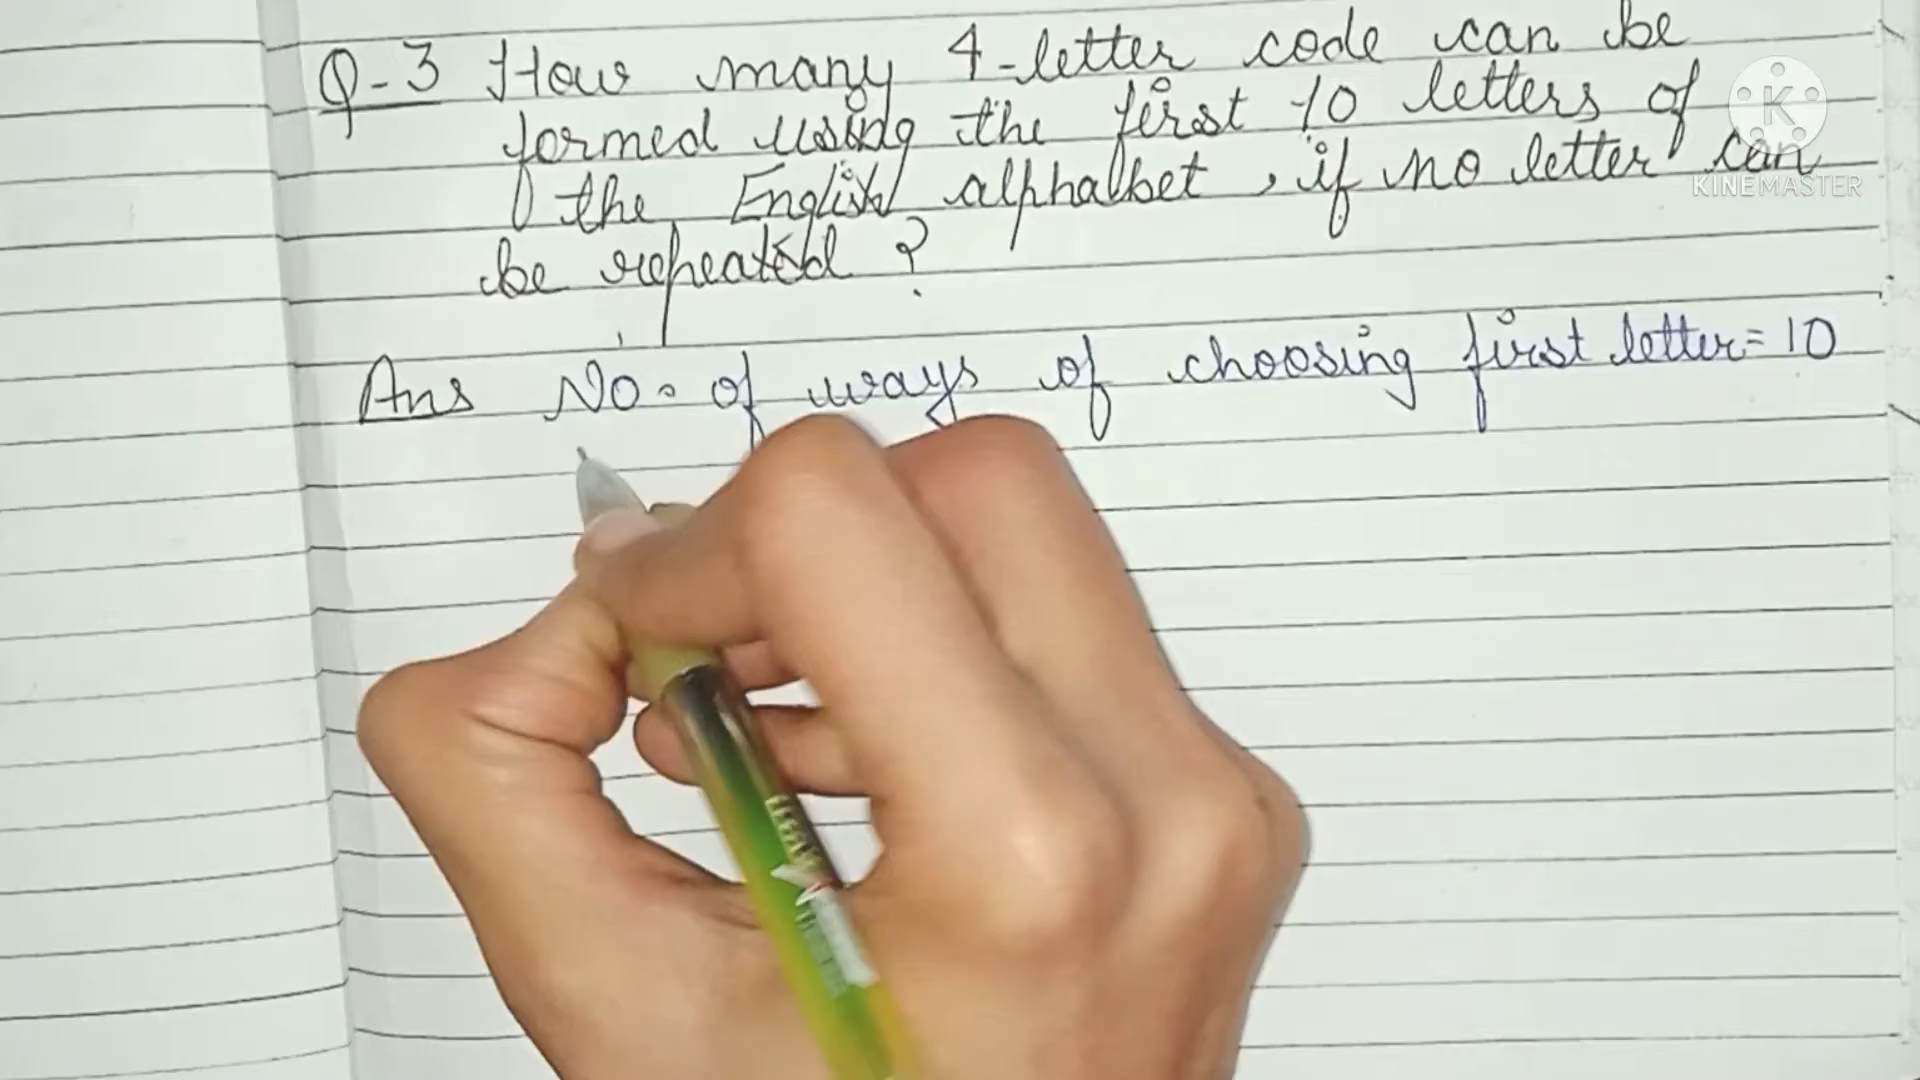 Q-3 How many 4-letter code can be
formed using the first 10 letters of
the English alphabet, if no letter can
be repeated ?
Ans No. of ways of choosing first letter = 10
K
KINEMASTER